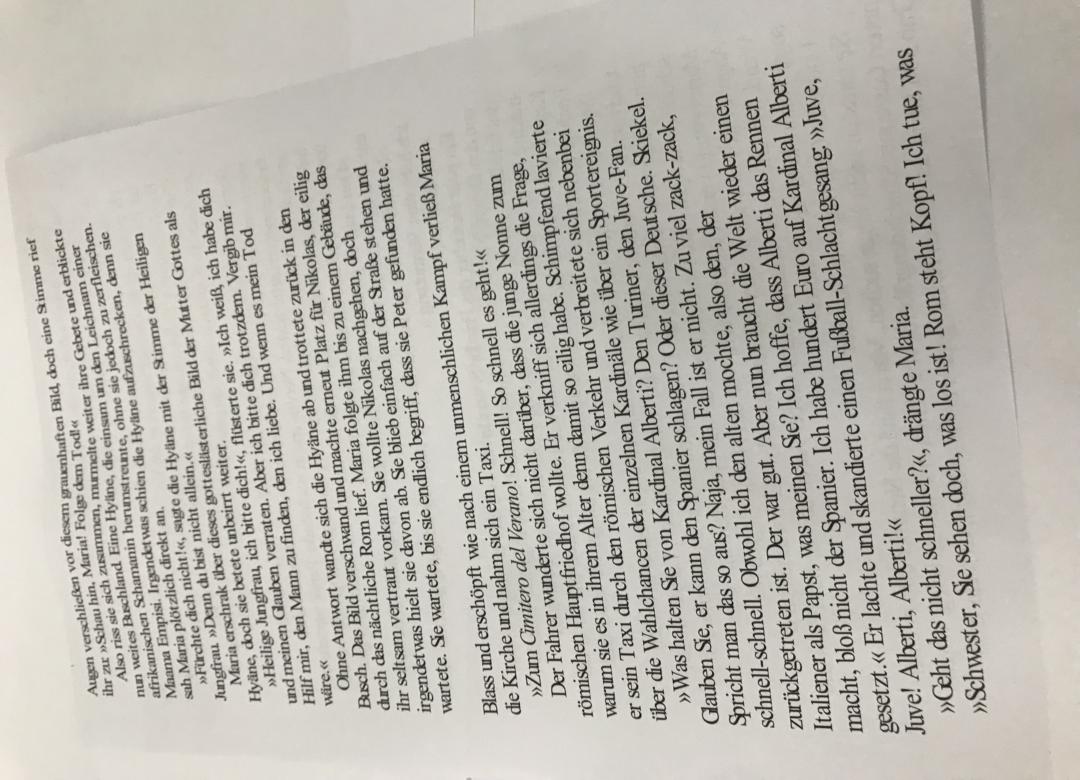 Augen verschließen vor diesem grauenhaften Bild, doch eine Stimme rief
ihr zu: »Schau hin, Maria! Folge dem Tod!«
Also riss sie sich zusammen, murmelte weiter ihre Gebete und erblickte
nun weites Buschland. Eine Hyäne, die einsam um den Leichnam einer
afrikanischen Schamanin herumstreunte, ohne sie jedoch zu zerfleischen.
Irgendetwas schien die Hyäne aufzuschrecken, denn sie
sah Maria plötzlich direkt an.
Maama Empisi, sagte die Hyäne mit der Stimme der Heiligen
»Fürchte dich nicht!«,
»Denn du bist nicht allein.«
Jungfrau. Maria erschrak über dieses gotteslästerliche Bild der Mutter Gottes als
Hyäne, doch sie betete unbeirrt weiter.
»Heilige Jungfrau, ich bitte dich!«, flüsterte sie. »Ich weiß, ich habe dich
und meinen Glauben verraten. Aber ich bitte dich trotzdem. Vergib mir.
Hilf mir, den Mann zu finden, den ich liebe. Und wenn es mein Tod
wäre.«
Ohne Antwort wandte sich die Hyäne ab und trottete zurück in den
Busch. Das Bild verschwand und machte erneut Platz für Nikolas, der eilig
durch das nächtliche Rom lief. Maria folgte ihm bis zu einem Gebäude, das
ihr seltsam vertraut vorkam. Sie wollte Nikolas nachgehen, doch
irgendetwas hielt sie davon ab. Sie blieb einfach auf der Straße stehen und
wartete. Sie wartete, bis sie endlich begriff, dass sie Peter gefunden hatte.
Blass und erschöpft wie nach einem unmenschlichen Kampf verließ Maria
die Kirche und nahm sich ein Taxi.
»Zum Cimitero del Verano! Schnell! So schnell es geht!«
Der Fahrer wunderte sich nicht darüber, dass die junge Nonne zum
römischen Hauptfriedhof wollte. Er verkniff sich allerdings die Frage,
warum sie es in ihrem Alter denn damit so eilig habe. Schimpfend lavierte
er sein Taxi durch den römischen Verkehr und verbreitete sich nebenbei
über die Wahlchancen der einzelnen Kardinäle wie über ein Sportereignis.
»Was halten Sie von Kardinal Alberti? Den Turiner, den Juve-Fan.
Glauben Sie, er kann den Spanier schlagen? Oder dieser Deutsche. Skiekel.
Spricht man das so aus? Naja, mein Fall ist er nicht. Zu viel zack-zack,
schnell-schnell. Obwohl ich den alten mochte, also den, der
zurückgetreten ist. Der war gut. Aber nun braucht die Welt wieder einen
Italiener als Papst, was meinen Sie? Ich hoffe, dass Alberti das Rennen
macht, bloß nicht der Spanier. Ich habe hundert Euro auf Kardinal Alberti
gesetzt.« Er lachte und skandierte einen Fußball-Schlachtgesang. »Juve,
Juve! Alberti, Alberti!«
»Geht das nicht schneller?«, drängte Maria.
»Schwester, Sie sehen doch, was los ist! Rom steht Kopf! Ich tue, was